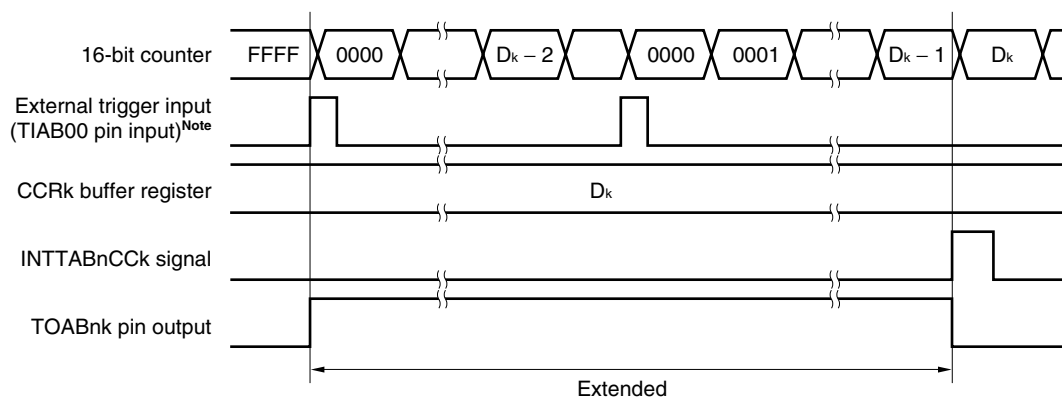 16-bit counter FFFF 0000 Dk − 2 0000 0001 Dk − 1 Dk
External trigger input
(TIAB00 pin input)Note
CCRk buffer register Dk
INTTABnCCk signal
TOABnk pin output
Extended